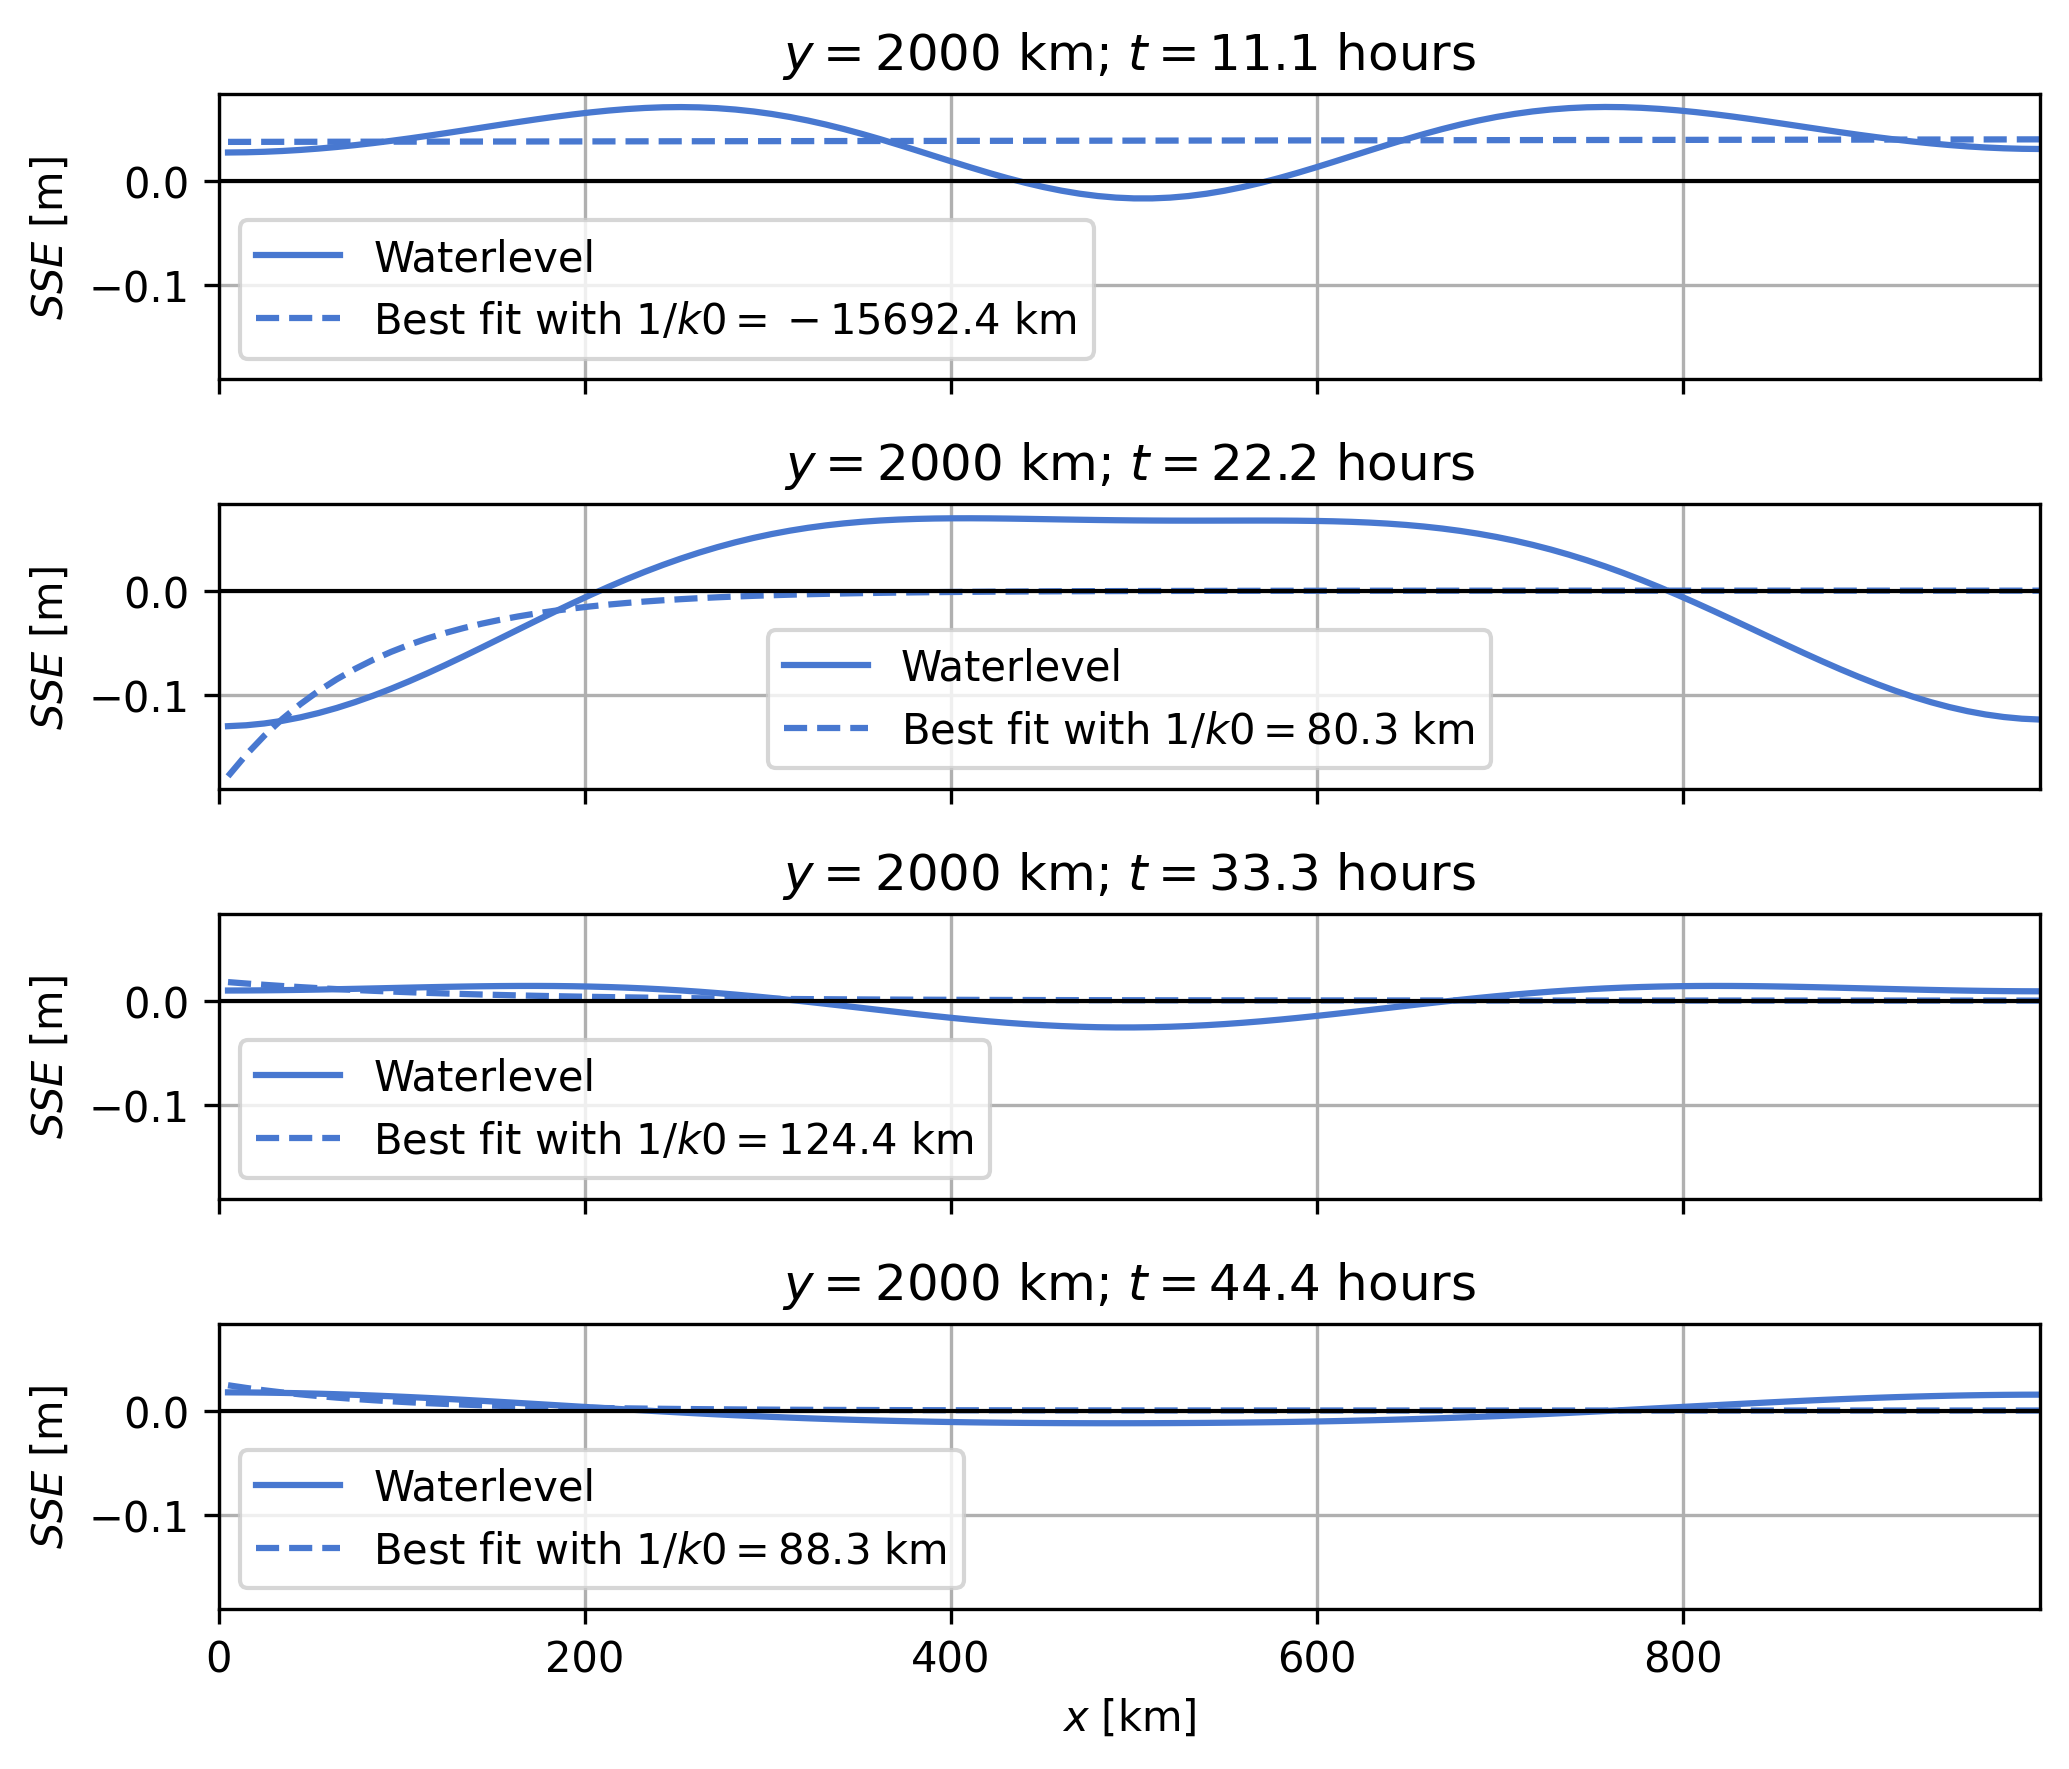 y = 2000 km; t = 11.1 hours
0.0
−0.1
SSE [m]
Waterlevel
Best fit with 1/k0 = −15692.4 km
y = 2000 km; t = 22.2 hours
0.0
−0.1
SSE [m]
Waterlevel
Best fit with 1/k0 = 80.3 km
y = 2000 km; t = 33.3 hours
0.0
−0.1
SSE [m]
Waterlevel
Best fit with 1/k0 = 124.4 km
y = 2000 km; t = 44.4 hours
0.0
−0.1
SSE [m]
Waterlevel
Best fit with 1/k0 = 88.3 km
0 200 400 600 800
x [km]